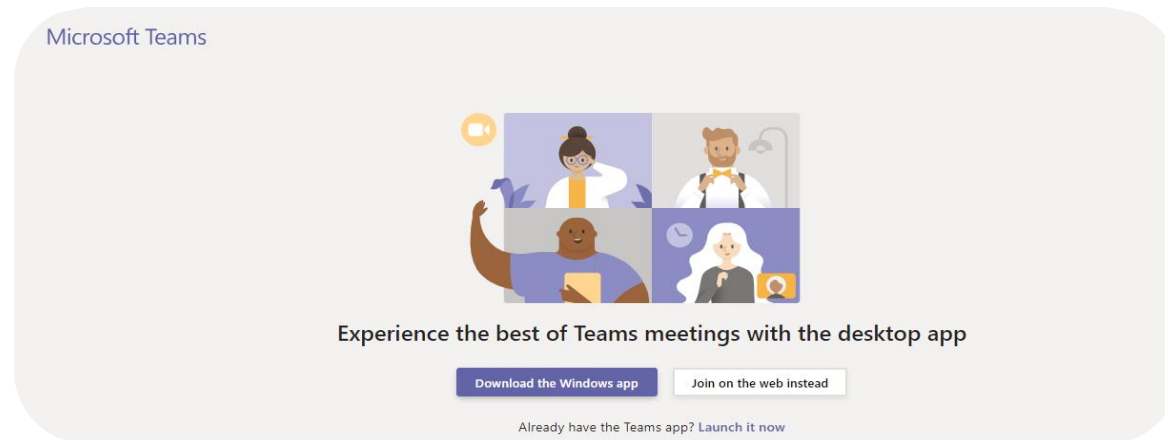 Microsoft Teams
Experience the best of Teams meetings with the desktop app
Download the Windows app
Join on the web instead
Already have the Teams app? Launch it now